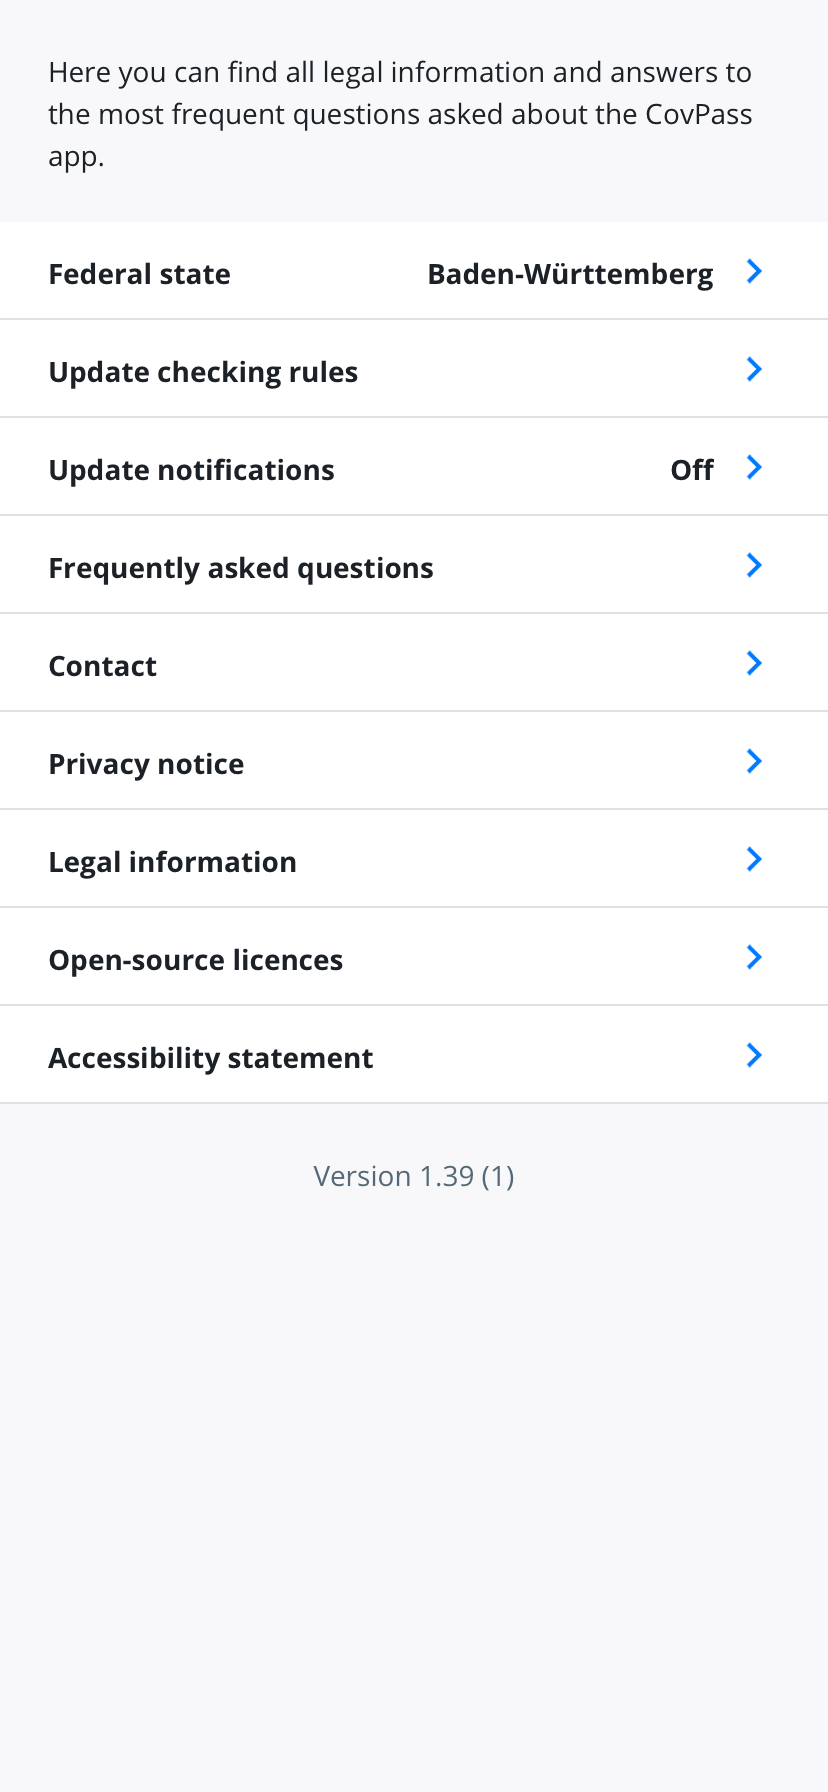 Here you can find all legal information and answers to
the most frequent questions asked about the CovPass
app.
Federal state Baden-Württemberg
Update checking rules
Update notifications Off
Frequently asked questions
Contact
Privacy notice
Legal information
Open-source licences
Accessibility statement
Version 1.39 (1)